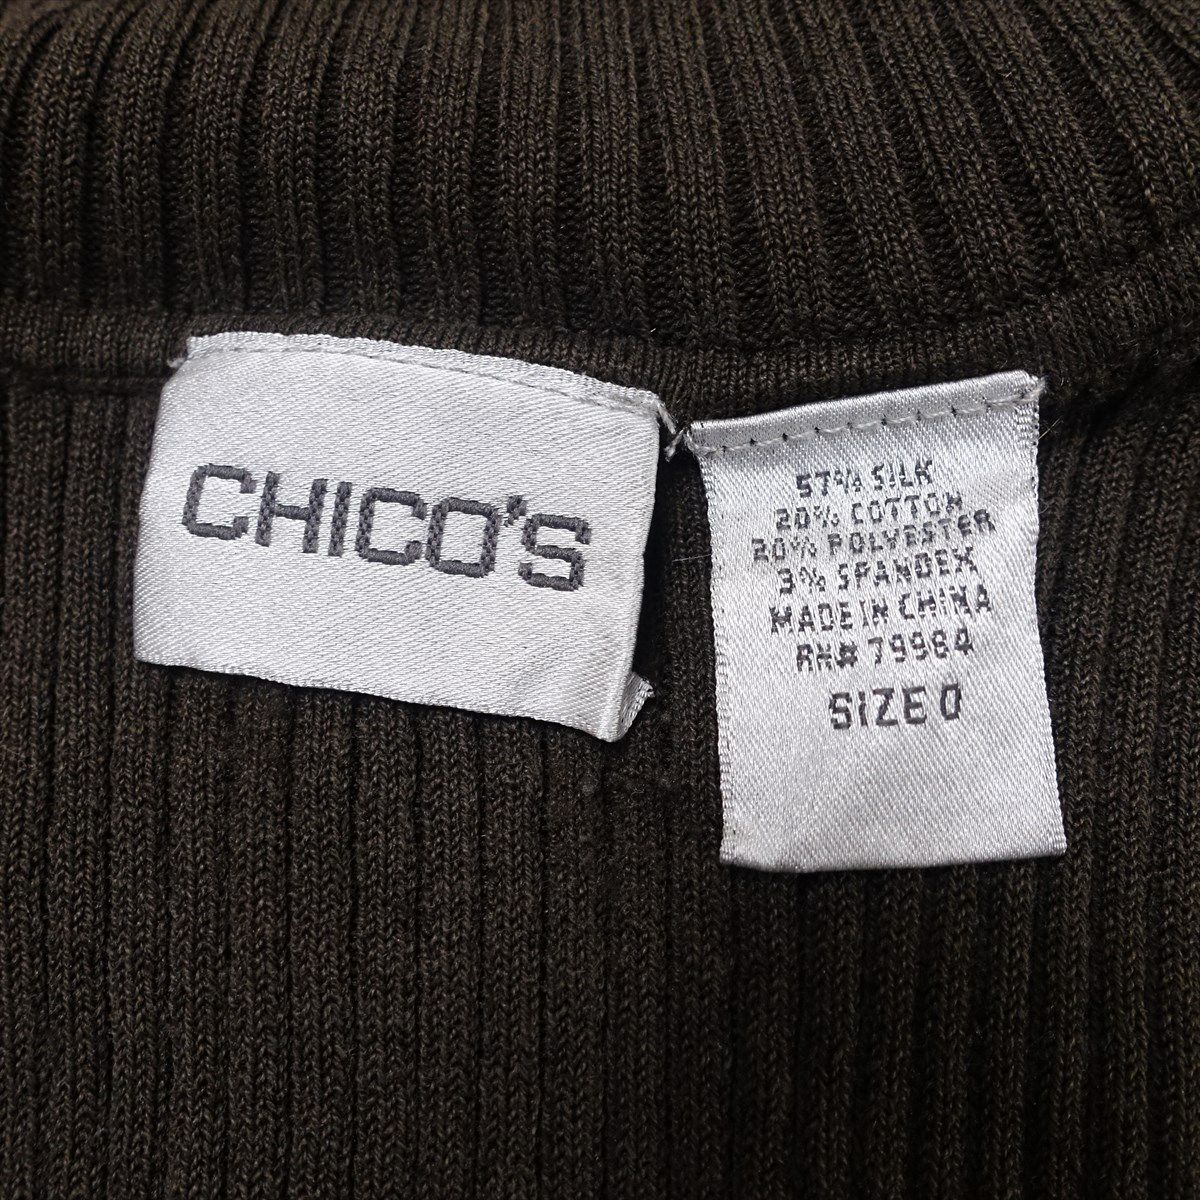 CHICO'S
57% SILK
20% COTTON
20% POLYESTER
3% SPANDEX
MADE IN CHINA
RN# 79984
SIZE 0